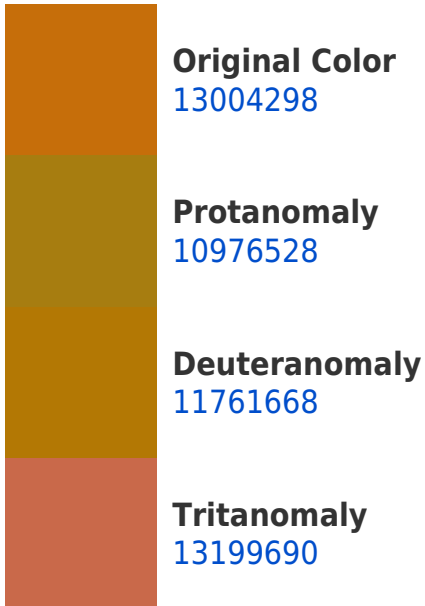 Original Color
13004298
Protanomaly
10976528
Deuteranomaly
11761668
Tritanomaly
13199690